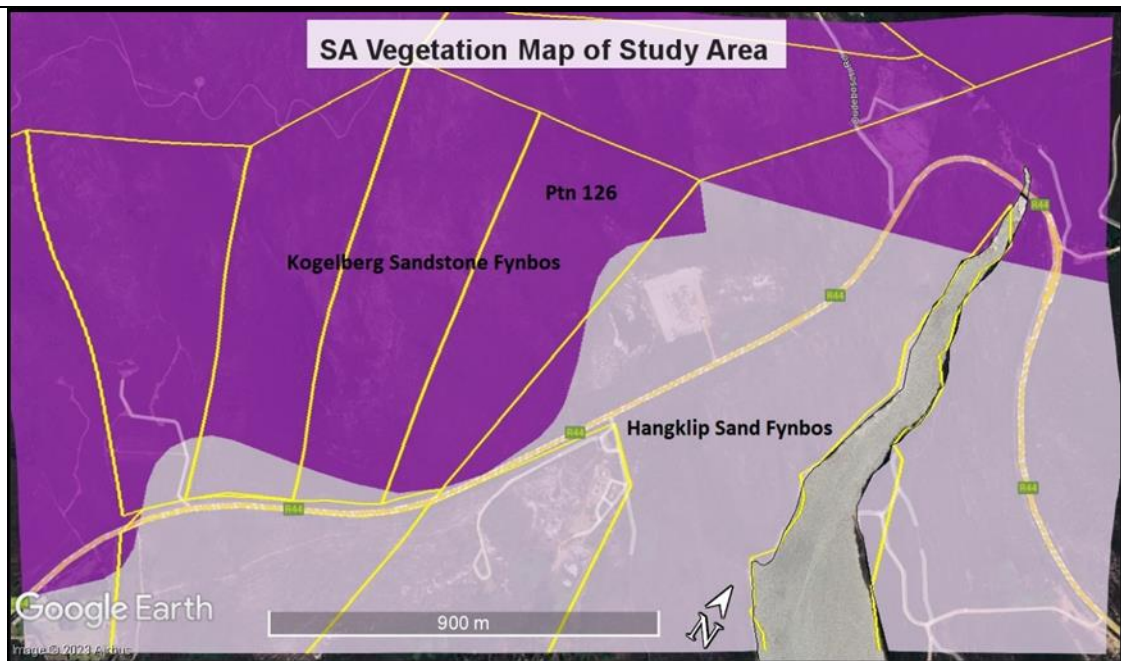 SA Vegetation Map of Study Area
R44
Ptn 126
Kogelberg Sandstone Fynbos
R44
Hangklip Sand Fynbos
R44
R44
R44
Google Earth
900 m
N
Image © 2023 Airbus